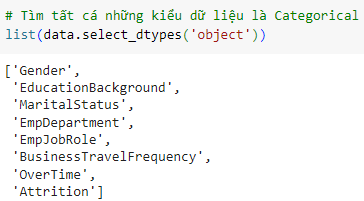 # Tìm tất cá những kiểu dữ liệu là Categorical
list(data.select_dtypes('object'))
['Gender',
'EducationBackground',
'MaritalStatus',
'EmpDepartment',
'EmpJobRole',
'BusinessTravelFrequency',
'OverTime',
'Attrition']